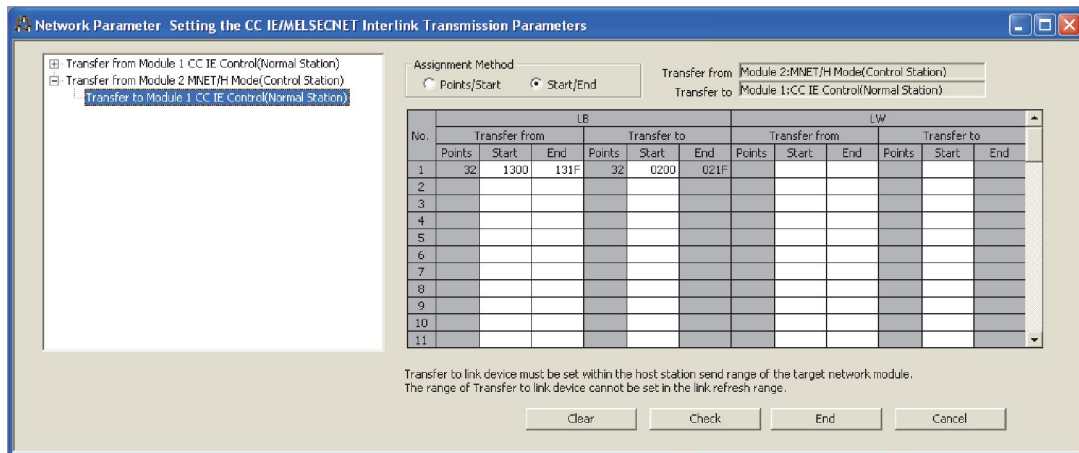 Network Parameter  Setting the CC IE/MELSECNET Interlink Transmission Parameters
Transfer from Module 1 CC IE Control(Normal Station)
Transfer from Module 2 MNET/H Mode(Control Station)
Transfer to Module 1 CC IE Control(Normal Station)
Assignment Method
Points/Start Start/End
Transfer from Module 2:MNET/H Mode(Control Station)
Transfer to Module 1:CC IE Control(Normal Station)
LB LW
No. Transfer from Transfer to Transfer from Transfer to
Points Start End Points Start End Points Start End Points Start End
1 32 1300 131F 32 0200 021F
2
3
4
5
6
7
8
9
10
11
Transfer to link device must be set within the host station send range of the target network module.
The range of Transfer to link device cannot be set in the link refresh range.
Clear Check End Cancel